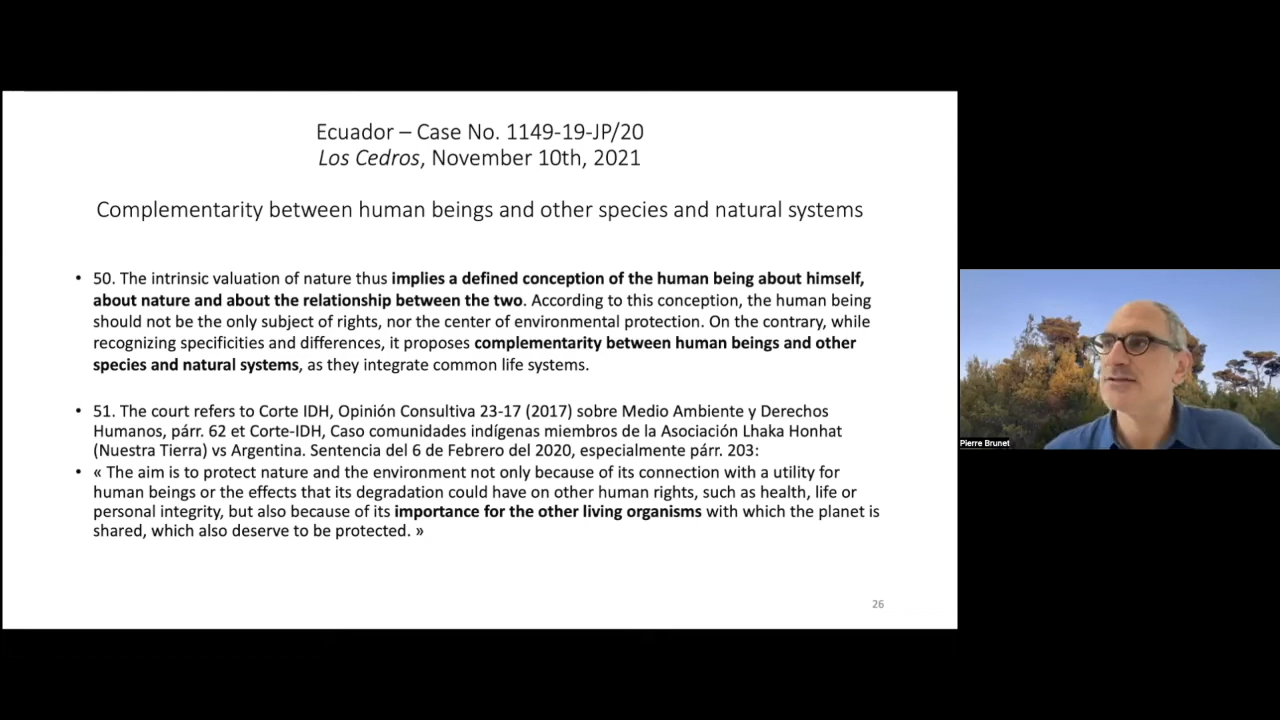 Ecuador – Case No. 1149-19-JP/20
Los Cedros, November 10th, 2021
Complementarity between human beings and other species and natural systems
• 50. The intrinsic valuation of nature thus implies a defined conception of the human being about himself,
about nature and about the relationship between the two. According to this conception, the human being
should not be the only subject of rights, nor the center of environmental protection. On the contrary, while
recognizing specificities and differences, it proposes complementarity between human beings and other
species and natural systems, as they integrate common life systems.
• 51. The court refers to Corte IDH, Opinión Consultiva 23-17 (2017) sobre Medio Ambiente y Derechos
Humanos, párr. 62 et Corte-IDH, Caso comunidades indígenas miembros de la Asociación Lhaka Honhat
(Nuestra Tierra) vs Argentina. Sentencia del 6 de Febrero del 2020, especialmente párr. 203:
• « The aim is to protect nature and the environment not only because of its connection with a utility for
human beings or the effects that its degradation could have on other human rights, such as health, life or
personal integrity, but also because of its importance for the other living organisms with which the planet is
shared, which also deserve to be protected. »
26
Pierre Brunet